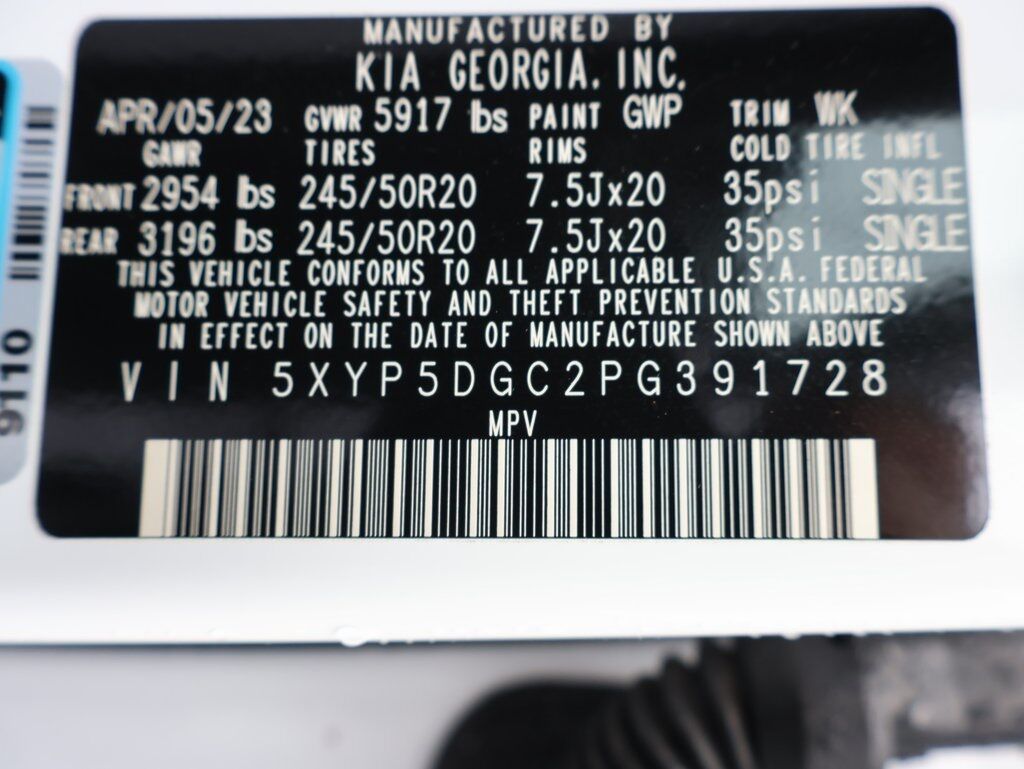 MANUFACTURED BY
KIA GEORGIA, INC.
APR/05/23 GVWR 5917 lbs PAINT GWP TRIM WK
GAWR TIRES RIMS COLD TIRE INFL
FRONT 2954 lbs 245/50R20 7.5Jx20 35psi SINGLE
REAR 3196 lbs 245/50R20 7.5Jx20 35psi SINGLE
THIS VEHICLE CONFORMS TO ALL APPLICABLE U.S.A. FEDERAL
MOTOR VEHICLE SAFETY AND THEFT PREVENTION STANDARDS
IN EFFECT ON THE DATE OF MANUFACTURE SHOWN ABOVE
VIN 5XYP5DGC2PG391728
MPV
9110